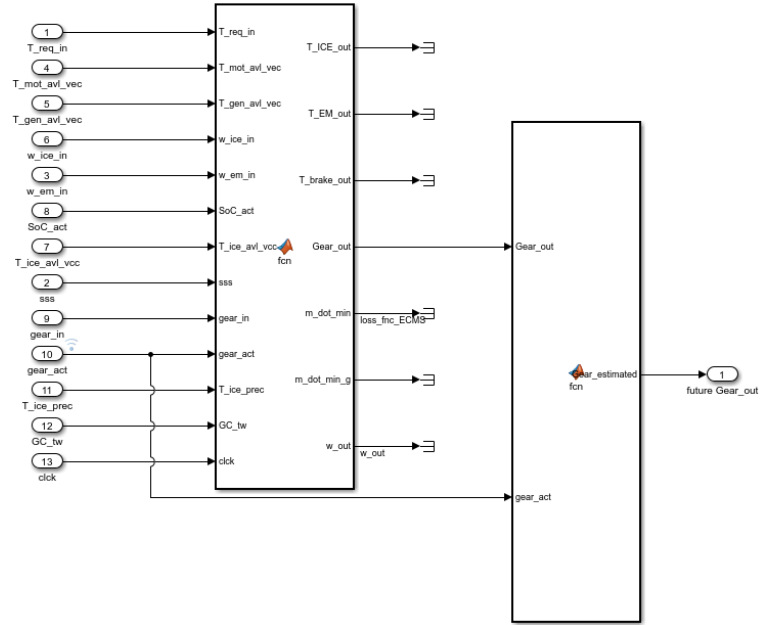 1
T_req_in
4
T_mot_avl_vec
5
T_gen_avl_vec
6
w_ice_in
3
w_em_in
8
SoC_act
7
T_ice_avl_vcc
2
sss
9
gear_in
10
gear_act
11
T_ice_prec
12
GC_tw
13
clck
T_req_in
T_mot_avl_vec
T_gen_avl_vec
w_ice_in
w_em_in
SoC_act
T_ice_avl_vcc
sss
gear_in
gear_act
T_ice_prec
GC_tw
clck
fcn
T_ICE_out
T_EM_out
T_brake_out
Gear_out
m_dot_min
m_dot_min_g
w_out
loss_fnc_ECMS
w_out
Gear_out
gear_act
fcn
Gear_estimated
1
future Gear_out